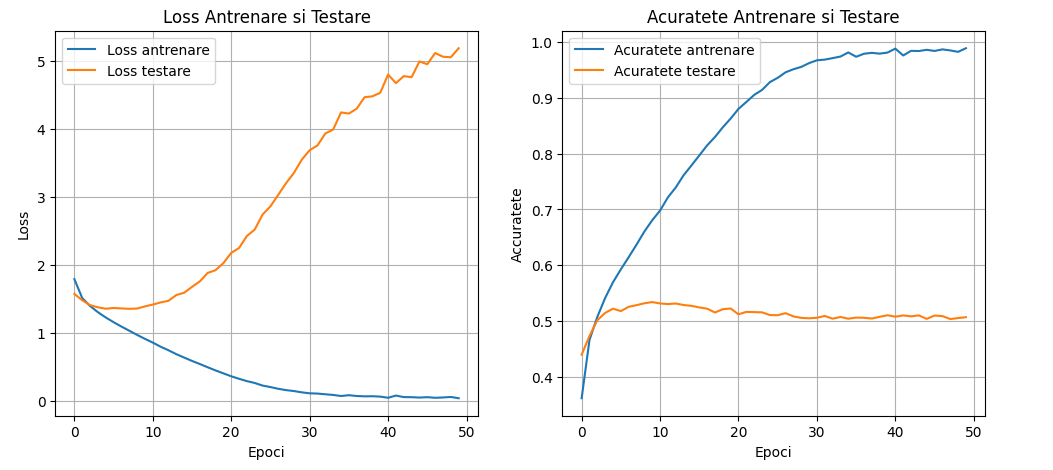 Loss Antrenare si Testare
Loss antrenare
Loss testare
5
4
3
2
1
0
Loss
0 10 20 30 40 50
Epoci
Acuratete Antrenare si Testare
Acuratete antrenare
Acuratete testare
1.0
0.9
0.8
0.7
0.6
0.5
0.4
Accuratete
0 10 20 30 40 50
Epoci